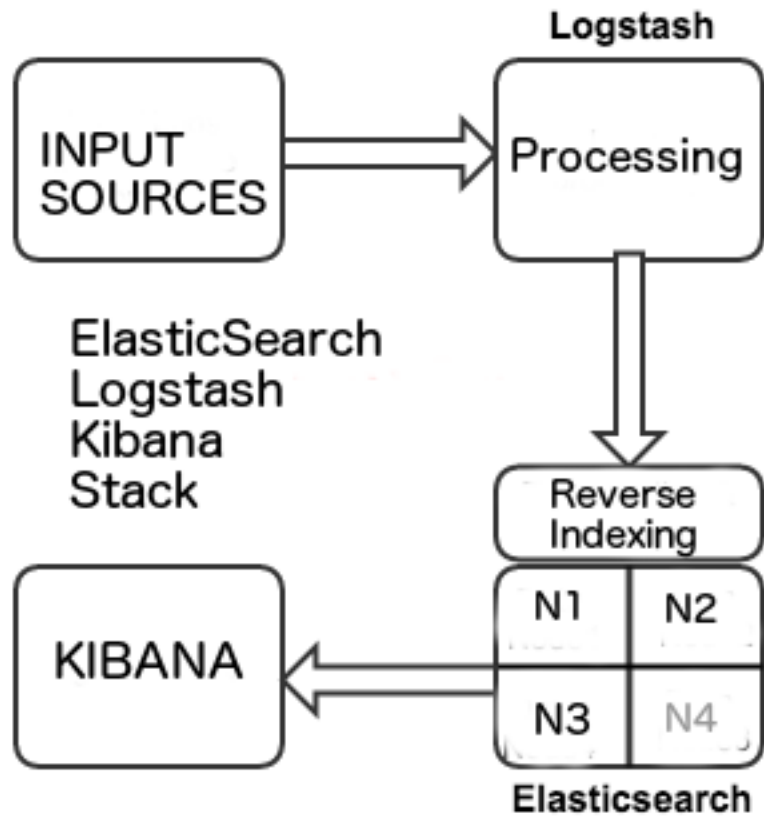 Logstash
INPUT
SOURCES
Processing
ElasticSearch
Logstash
Kibana
Stack
Reverse
Indexing
N1
N2
KIBANA
N3
N4
Elasticsearch